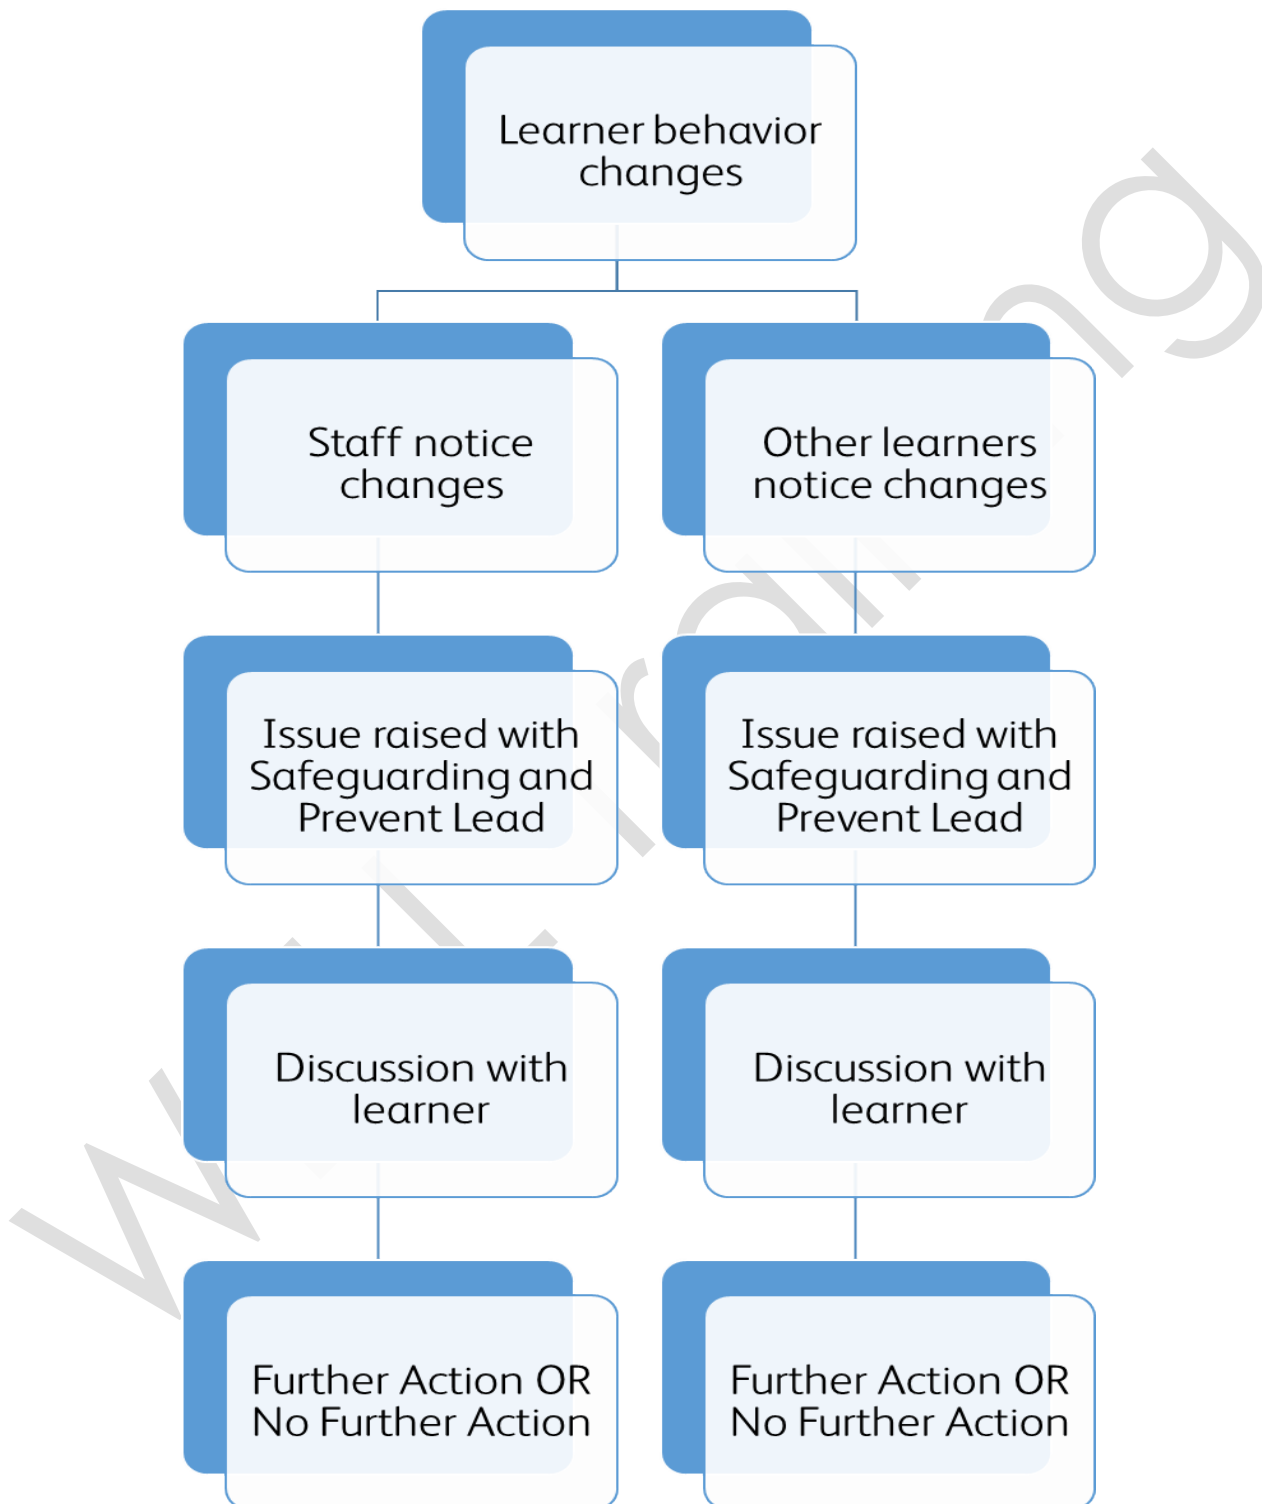 Learner behavior
changes
Staff notice
changes
Other learners
notice changes
Issue raised with
Safeguarding and
Prevent Lead
Issue raised with
Safeguarding and
Prevent Lead
Discussion with
learner
Discussion with
learner
Further Action OR
No Further Action
Further Action OR
No Further Action